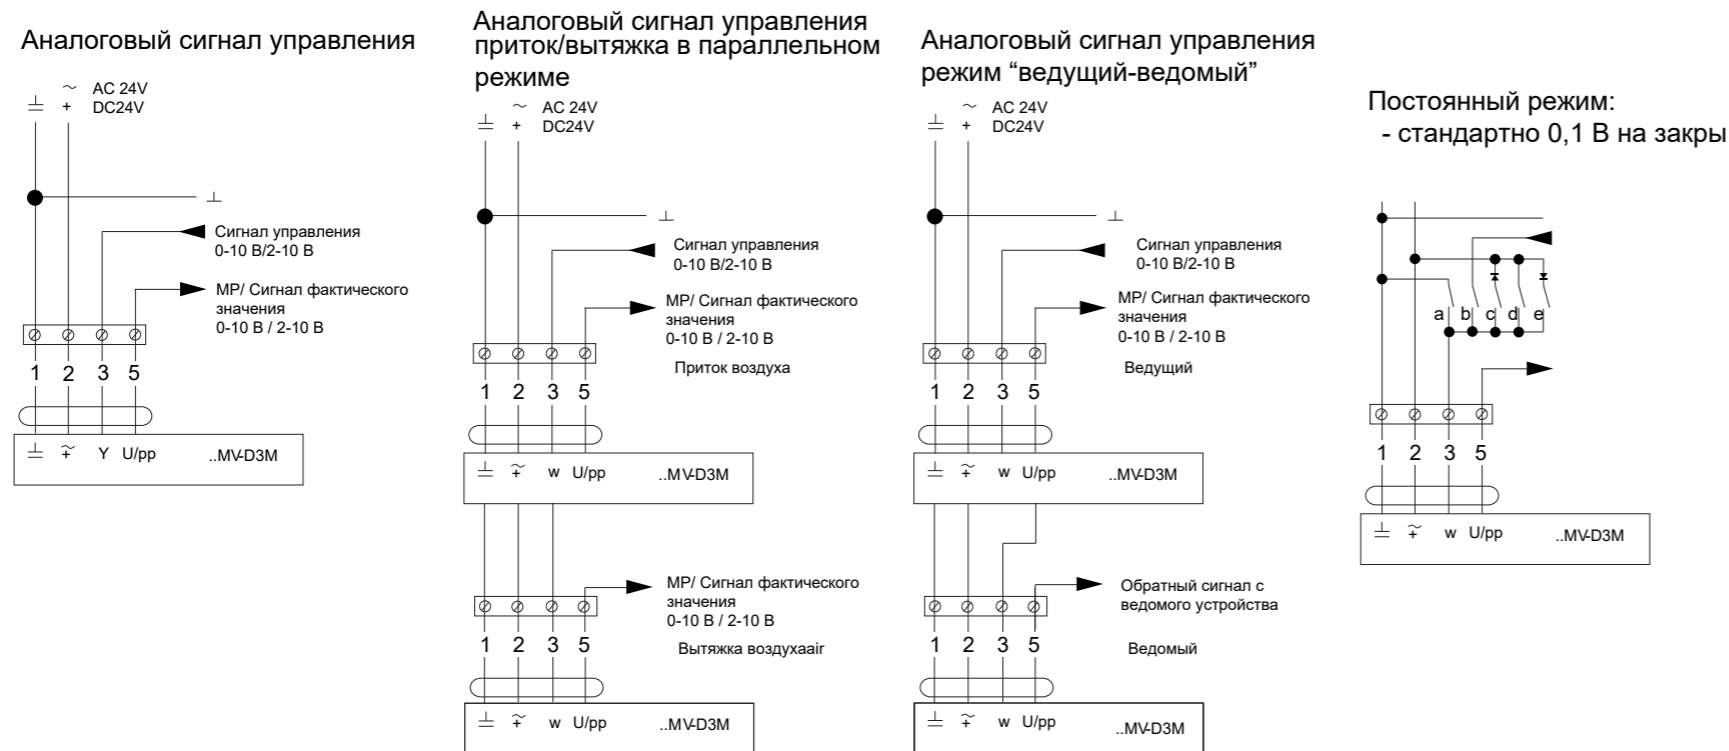 Аналоговый сигнал управления
~ AC 24V
+ DC24V
Сигнал управления
0-10 В/2-10 В
MP/ Сигнал фактического
значения
0-10 В / 2-10 В
1 2 3 5
~
+ Y U/pp ..MV-D3M
Аналоговый сигнал управления
приток/вытяжка в параллельном
режиме
~ AC 24V
+ DC24V
Сигнал управления
0-10 В/2-10 В
MP/ Сигнал фактического
значения
0-10 В / 2-10 В
Приток воздуха
1 2 3 5
~
+ w U/pp ..MV-D3M
MP/ Сигнал фактического
значения
0-10 В / 2-10 В
1 2 3 5 Вытяжка воздухааir
~
+ w U/pp ..MV-D3M
Аналоговый сигнал управления
режим “ведущий-ведомый”
~ AC 24V
+ DC24V
Сигнал управления
0-10 В/2-10 В
MP/ Сигнал фактического
значения
0-10 В / 2-10 В
Ведущий
1 2 3 5
~
+ w U/pp ..MV-D3M
Обратный сигнал с
ведомого устройства
1 2 3 5 Ведомый
~
+ w U/pp ..MV-D3M
Постоянный режим:
- стандартно 0,1 В на закры
a b c d e
1 2 3 5
~
+ w U/pp ..MV-D3M